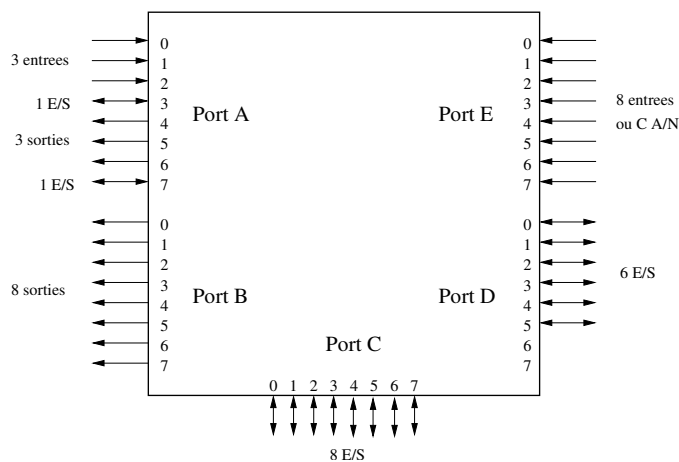 0
1
2
3
4
5
6
7
3 entrees
1 E/S
3 sorties
1 E/S
Port A
0
1
2
3
4
5
6
7
8 sorties
Port B
0 1 2 3 4 5 6 7
Port C
8 E/S
0
1
2
3
4
5
6
7
Port E
8 entrees
ou C A/N
0
1
2
3
4
5
6
7
Port D
6 E/S